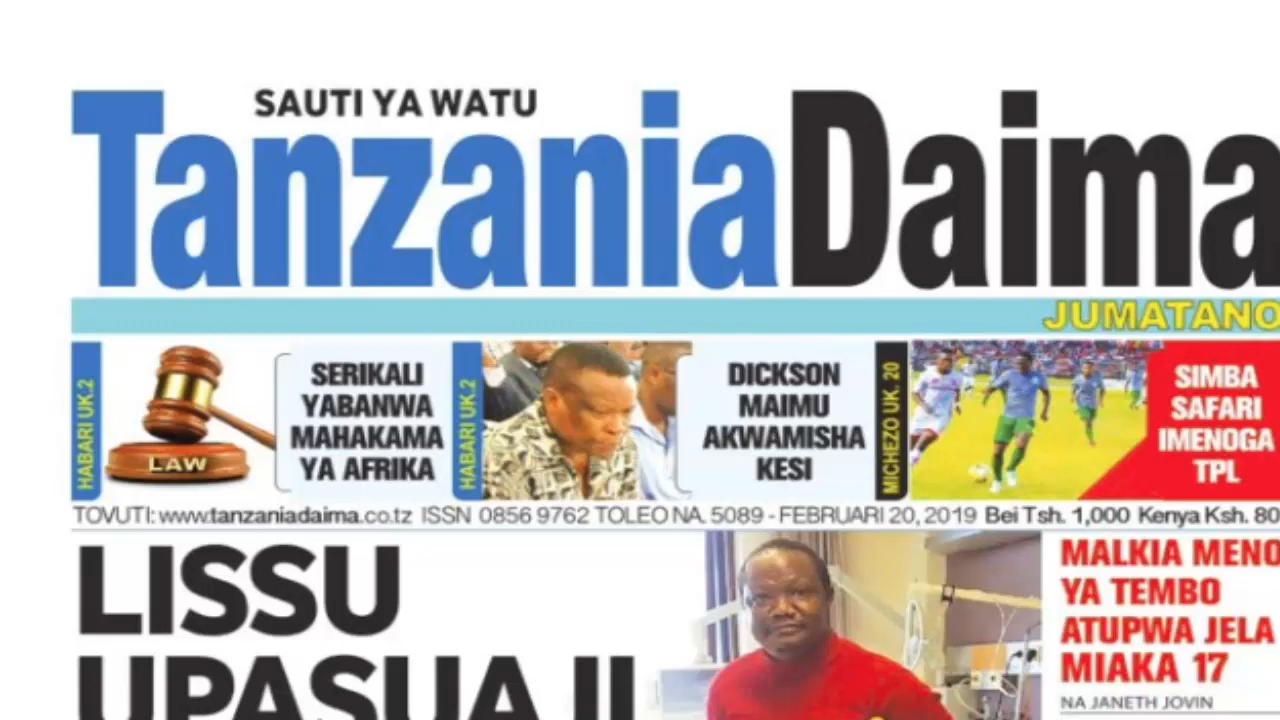 SAUTI YA WATU
TanzaniaDaima
JUMATANO
HABARI UK.2
LAW
SERIKALI
YABANWA
MAHAKAMA
YA AFRIKA
HABARI UK.2
DICKSON
MAIMU
AKWAMISHA
KESI
MICHEZO UK. 20
SIMBA
SAFARI
IMENOGA
TPL
TOVUTI: www.tanzaniadaima.co.tz ISSN 0856 9762 TOLEO NA. 5089 - FEBRUARI 20, 2019 Bei Tsh. 1,000 Kenya Ksh. 80
LISSU
UPASUAJI
MALKIA MENO
YA TEMBO
ATUPWA JELA
MIAKA 17
NA JANETH JOVIN